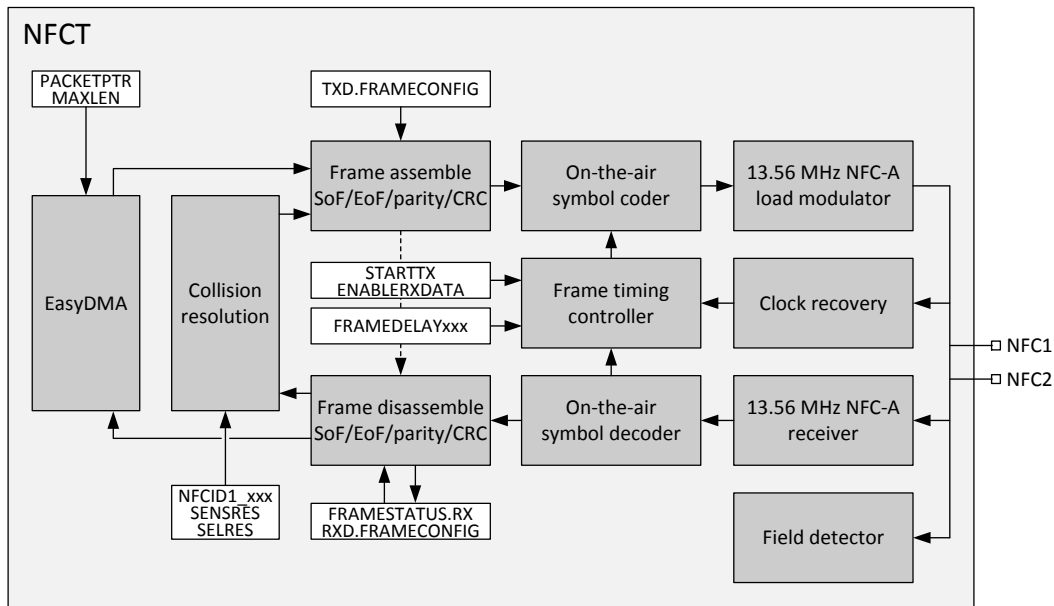 NFCT
PACKETPTR
MAXLEN
TXD.FRAMECONFIG
Frame assemble
SoF/EoF/parity/CRC
On-the-air
symbol coder
13.56 MHz NFC-A
load modulator
EasyDMA
Collision
resolution
STARTTX
ENABLERXDATA
FRAMEDELAYxxx
Frame timing
controller
Clock recovery
NFC1
NFC2
Frame disassemble
SoF/EoF/parity/CRC
On-the-air
symbol decoder
13.56 MHz NFC-A
receiver
NFCID1_xxx
SENSRES
SELRES
FRAMESTATUS.RX
RXD.FRAMECONFIG
Field detector